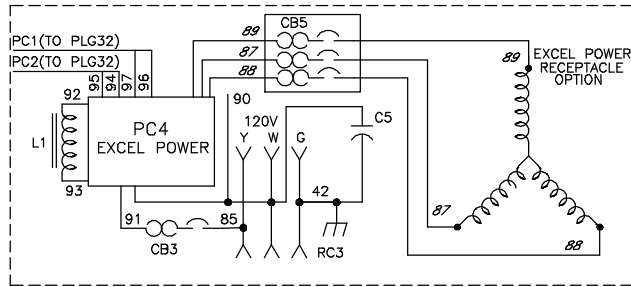 PC1(TO PLG32)
PC2(TO PLG32)
95
94
97
96
89
87
88
CB5
89
EXCEL POWER
RECEPTACLE
OPTION
92
L1
93
PC4
EXCEL POWER
90
120V
Y
W
G
C5
42
91
CB3
85
RC3
87
88